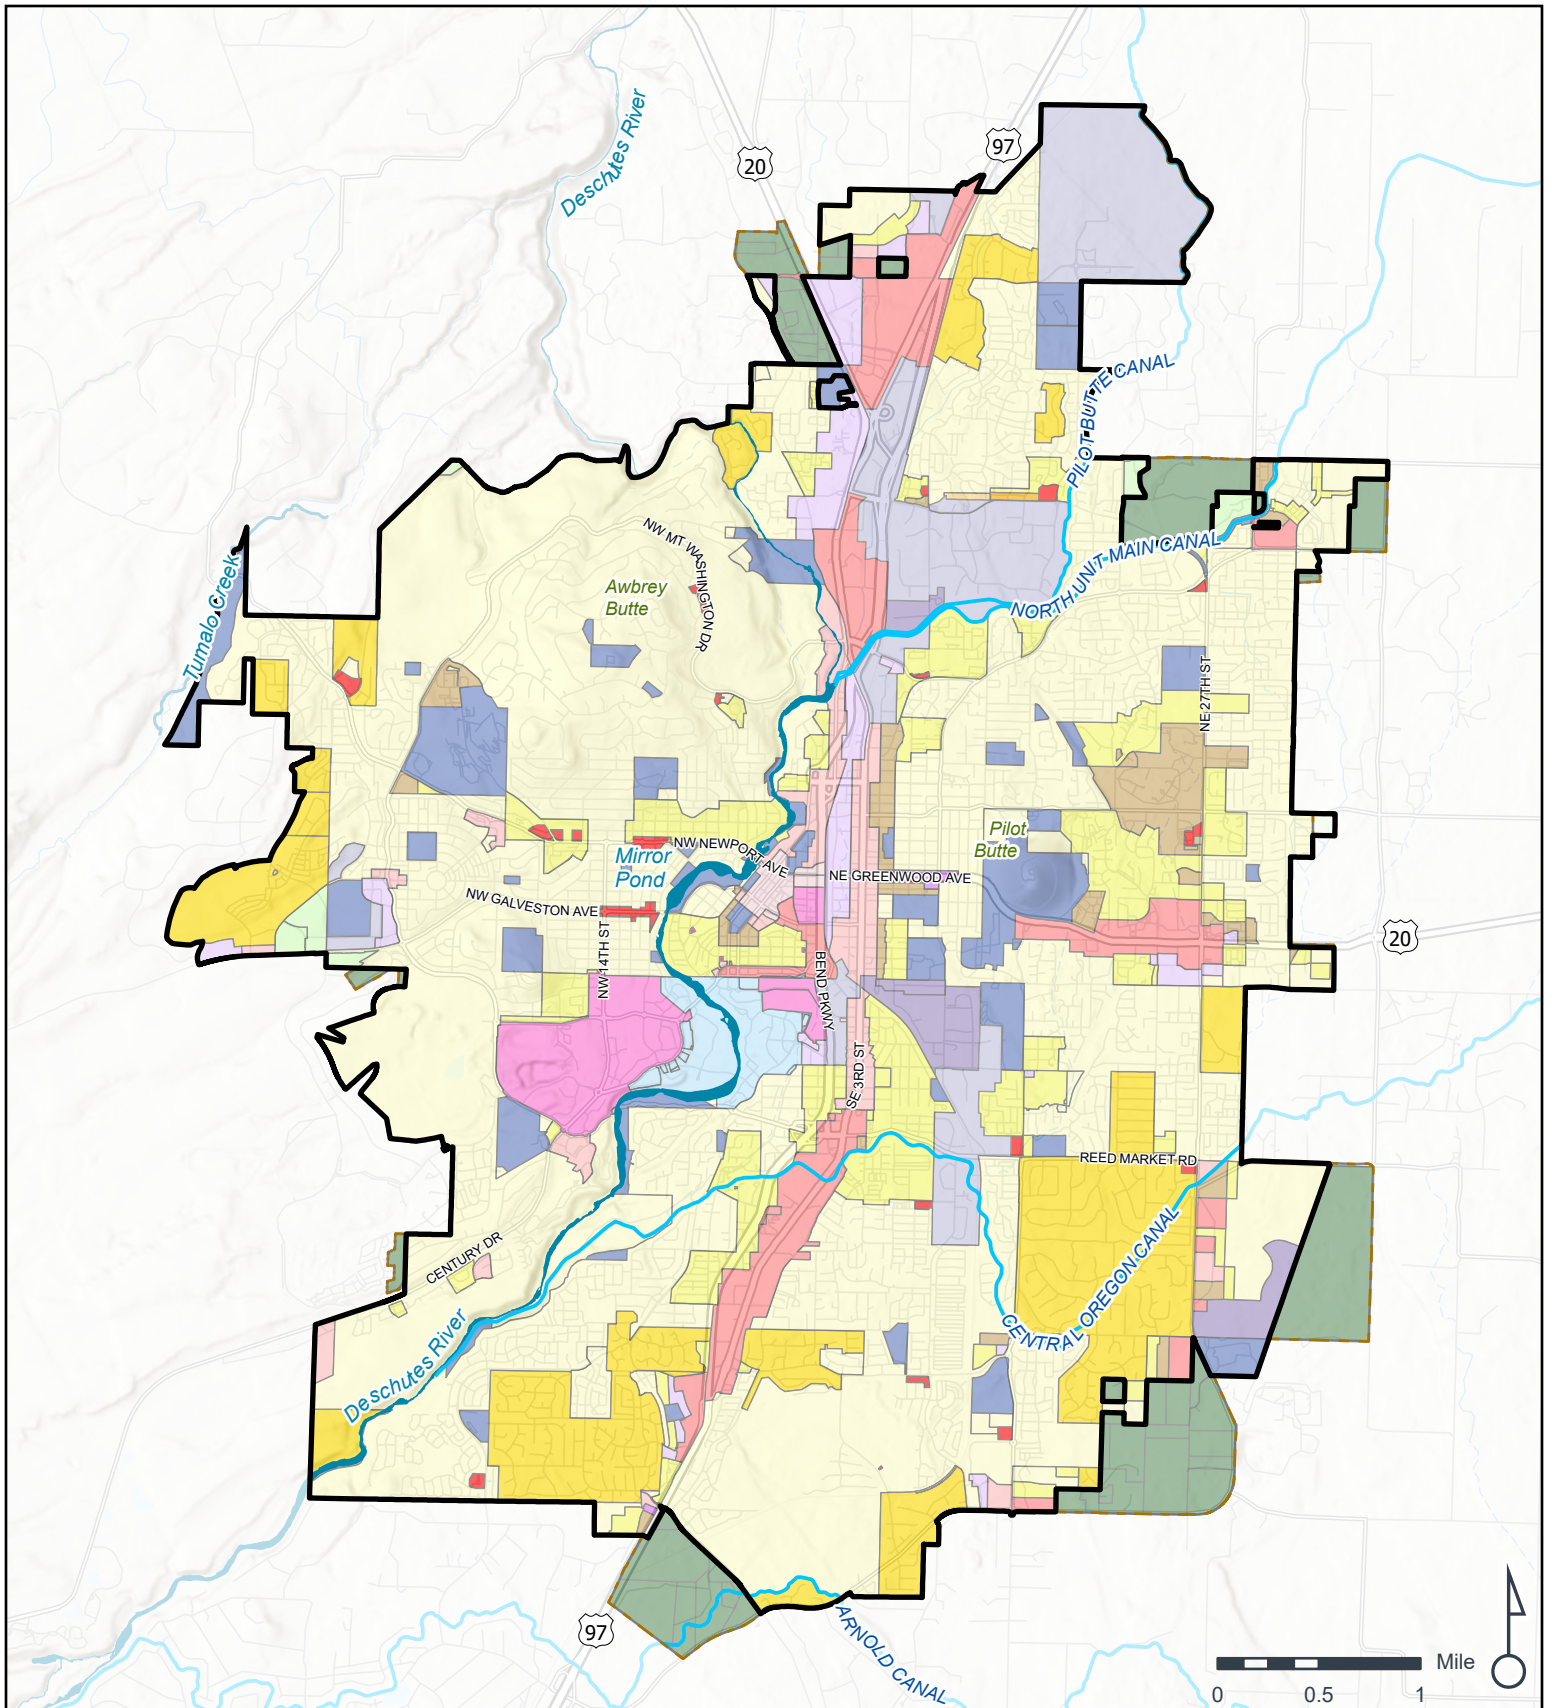 Deschutes River
20
97
PILOT BUTTE CANAL
NW MT WASHINGTON DR
NORTH UNIT MAIN CANAL
Tumalo Creek
Awbrey
Butte
NE 27TH ST
Pilot
Butte
Mirror
Pond
NW NEWPORT AVE
NE GREENWOOD AVE
NW GALVESTON AVE
NW 14TH ST
20
BEND PKWY
SE 3RD ST
REED MARKET RD
CENTURY DR
CENTRAL OREGON CANAL
Deschutes River
97
ARNOLD CANAL
Mile
0 0.5 1